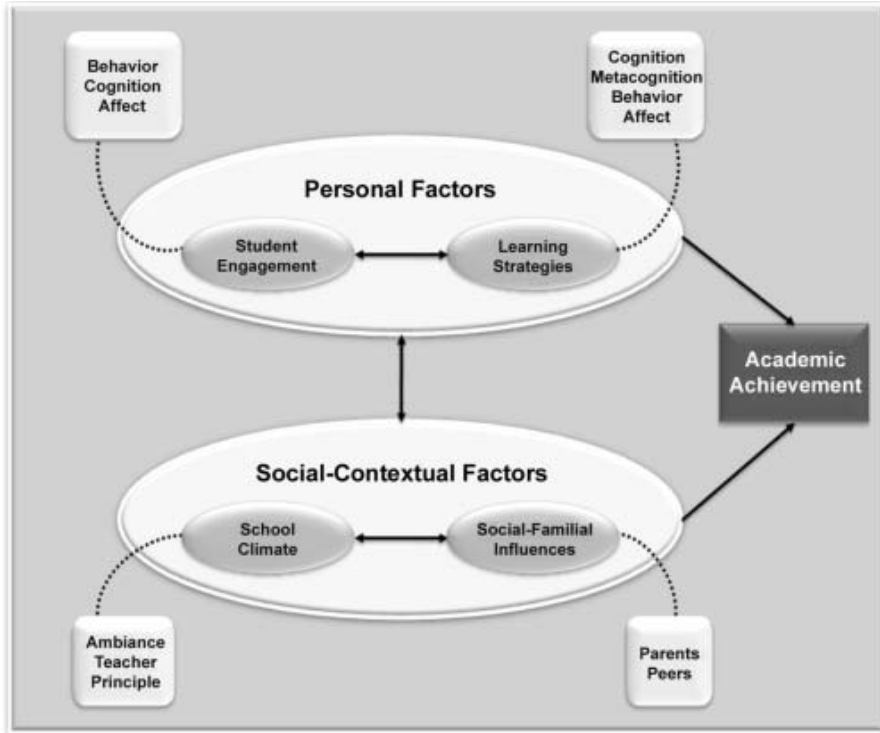 Behavior
Cognition
Affect
Cognition
Metacognition
Behavior
Affect
Personal Factors
Student
Engagement
Learning
Strategies
Academic
Achievement
Social-Contextual Factors
School
Climate
Social-Familial
Influences
Ambiance
Teacher
Principle
Parents
Peers